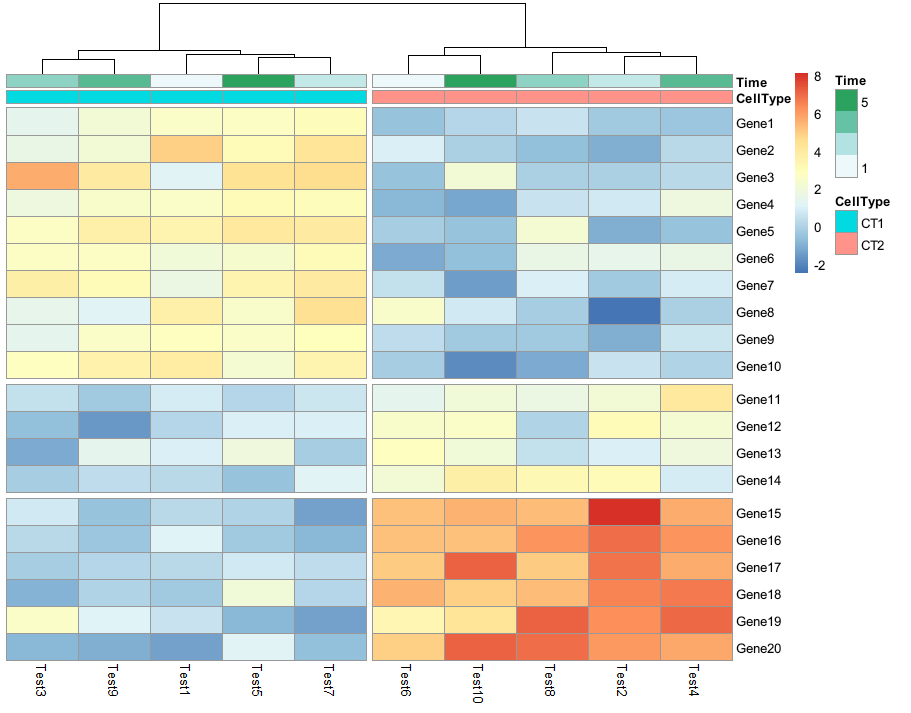 Time
CellType
Gene1
Gene2
Gene3
Gene4
Gene5
Gene6
Gene7
Gene8
Gene9
Gene10
Gene11
Gene12
Gene13
Gene14
Gene15
Gene16
Gene17
Gene18
Gene19
Gene20
Test3
Test9
Test1
Test5
Test7
Test6
Test10
Test8
Test2
Test4
8
6
4
2
0
-2
Time
5
1
CellType
CT1
CT2